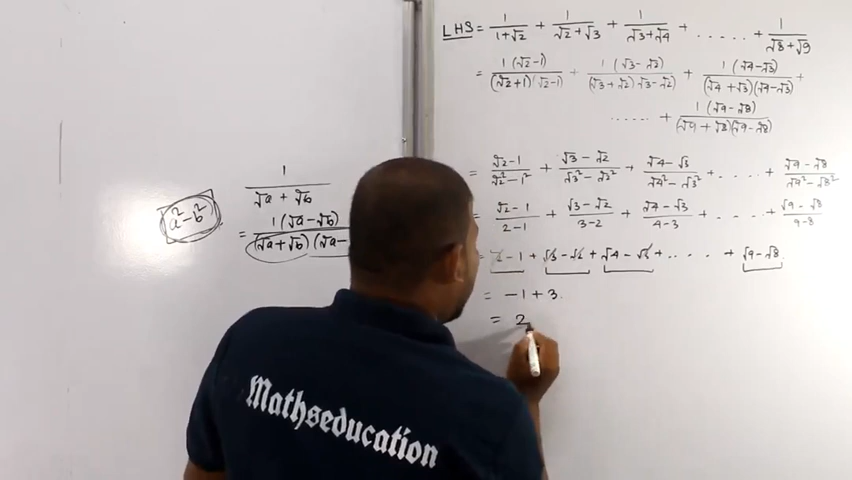 LHS = 1/(1+√2) + 1/(√2+√3) + 1/(√3+√4) + ..... + 1/(√8+√9)
= 1(√2-1)/((√2+1)(√2-1)) + 1(√3-√2)/((√3+√2)(√3-√2)) + 1(√4-√3)/((√4+√3)(√4-√3)) +
..... + 1(√9-√8)/((√9+√8)(√9-√8))
= (√2-1)/(√2²-1²) + (√3-√2)/(√3²-√2²) + (√4-√3)/(√4²-√3²) + ..... + (√9-√8)/(√9²-√8²)
= (√2-1)/(2-1) + (√3-√2)/(3-2) + (√4-√3)/(4-3) + ..... + (√9-√8)/(9-8)
= -1 + √3-√2 + √4-√3 + .... + √9-√8
= -1+3.
= 2
1/(√a+√b)
= 1(√a-√b)/((√a+√b)(√a-
a²-b²
Mathseducation